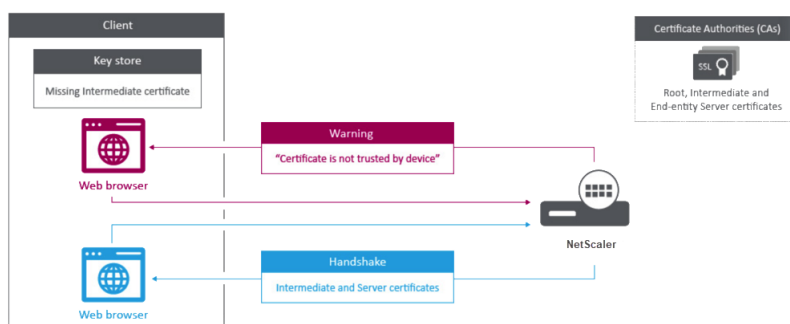 Client
Key store
Missing Intermediate certificate
Web browser
Warning
“Certificate is not trusted by device”
Certificate Authorities (CAs)
SSL
Root, Intermediate and
End-entity Server certificates
NetScaler
Handshake
Intermediate and Server certificates
Web browser